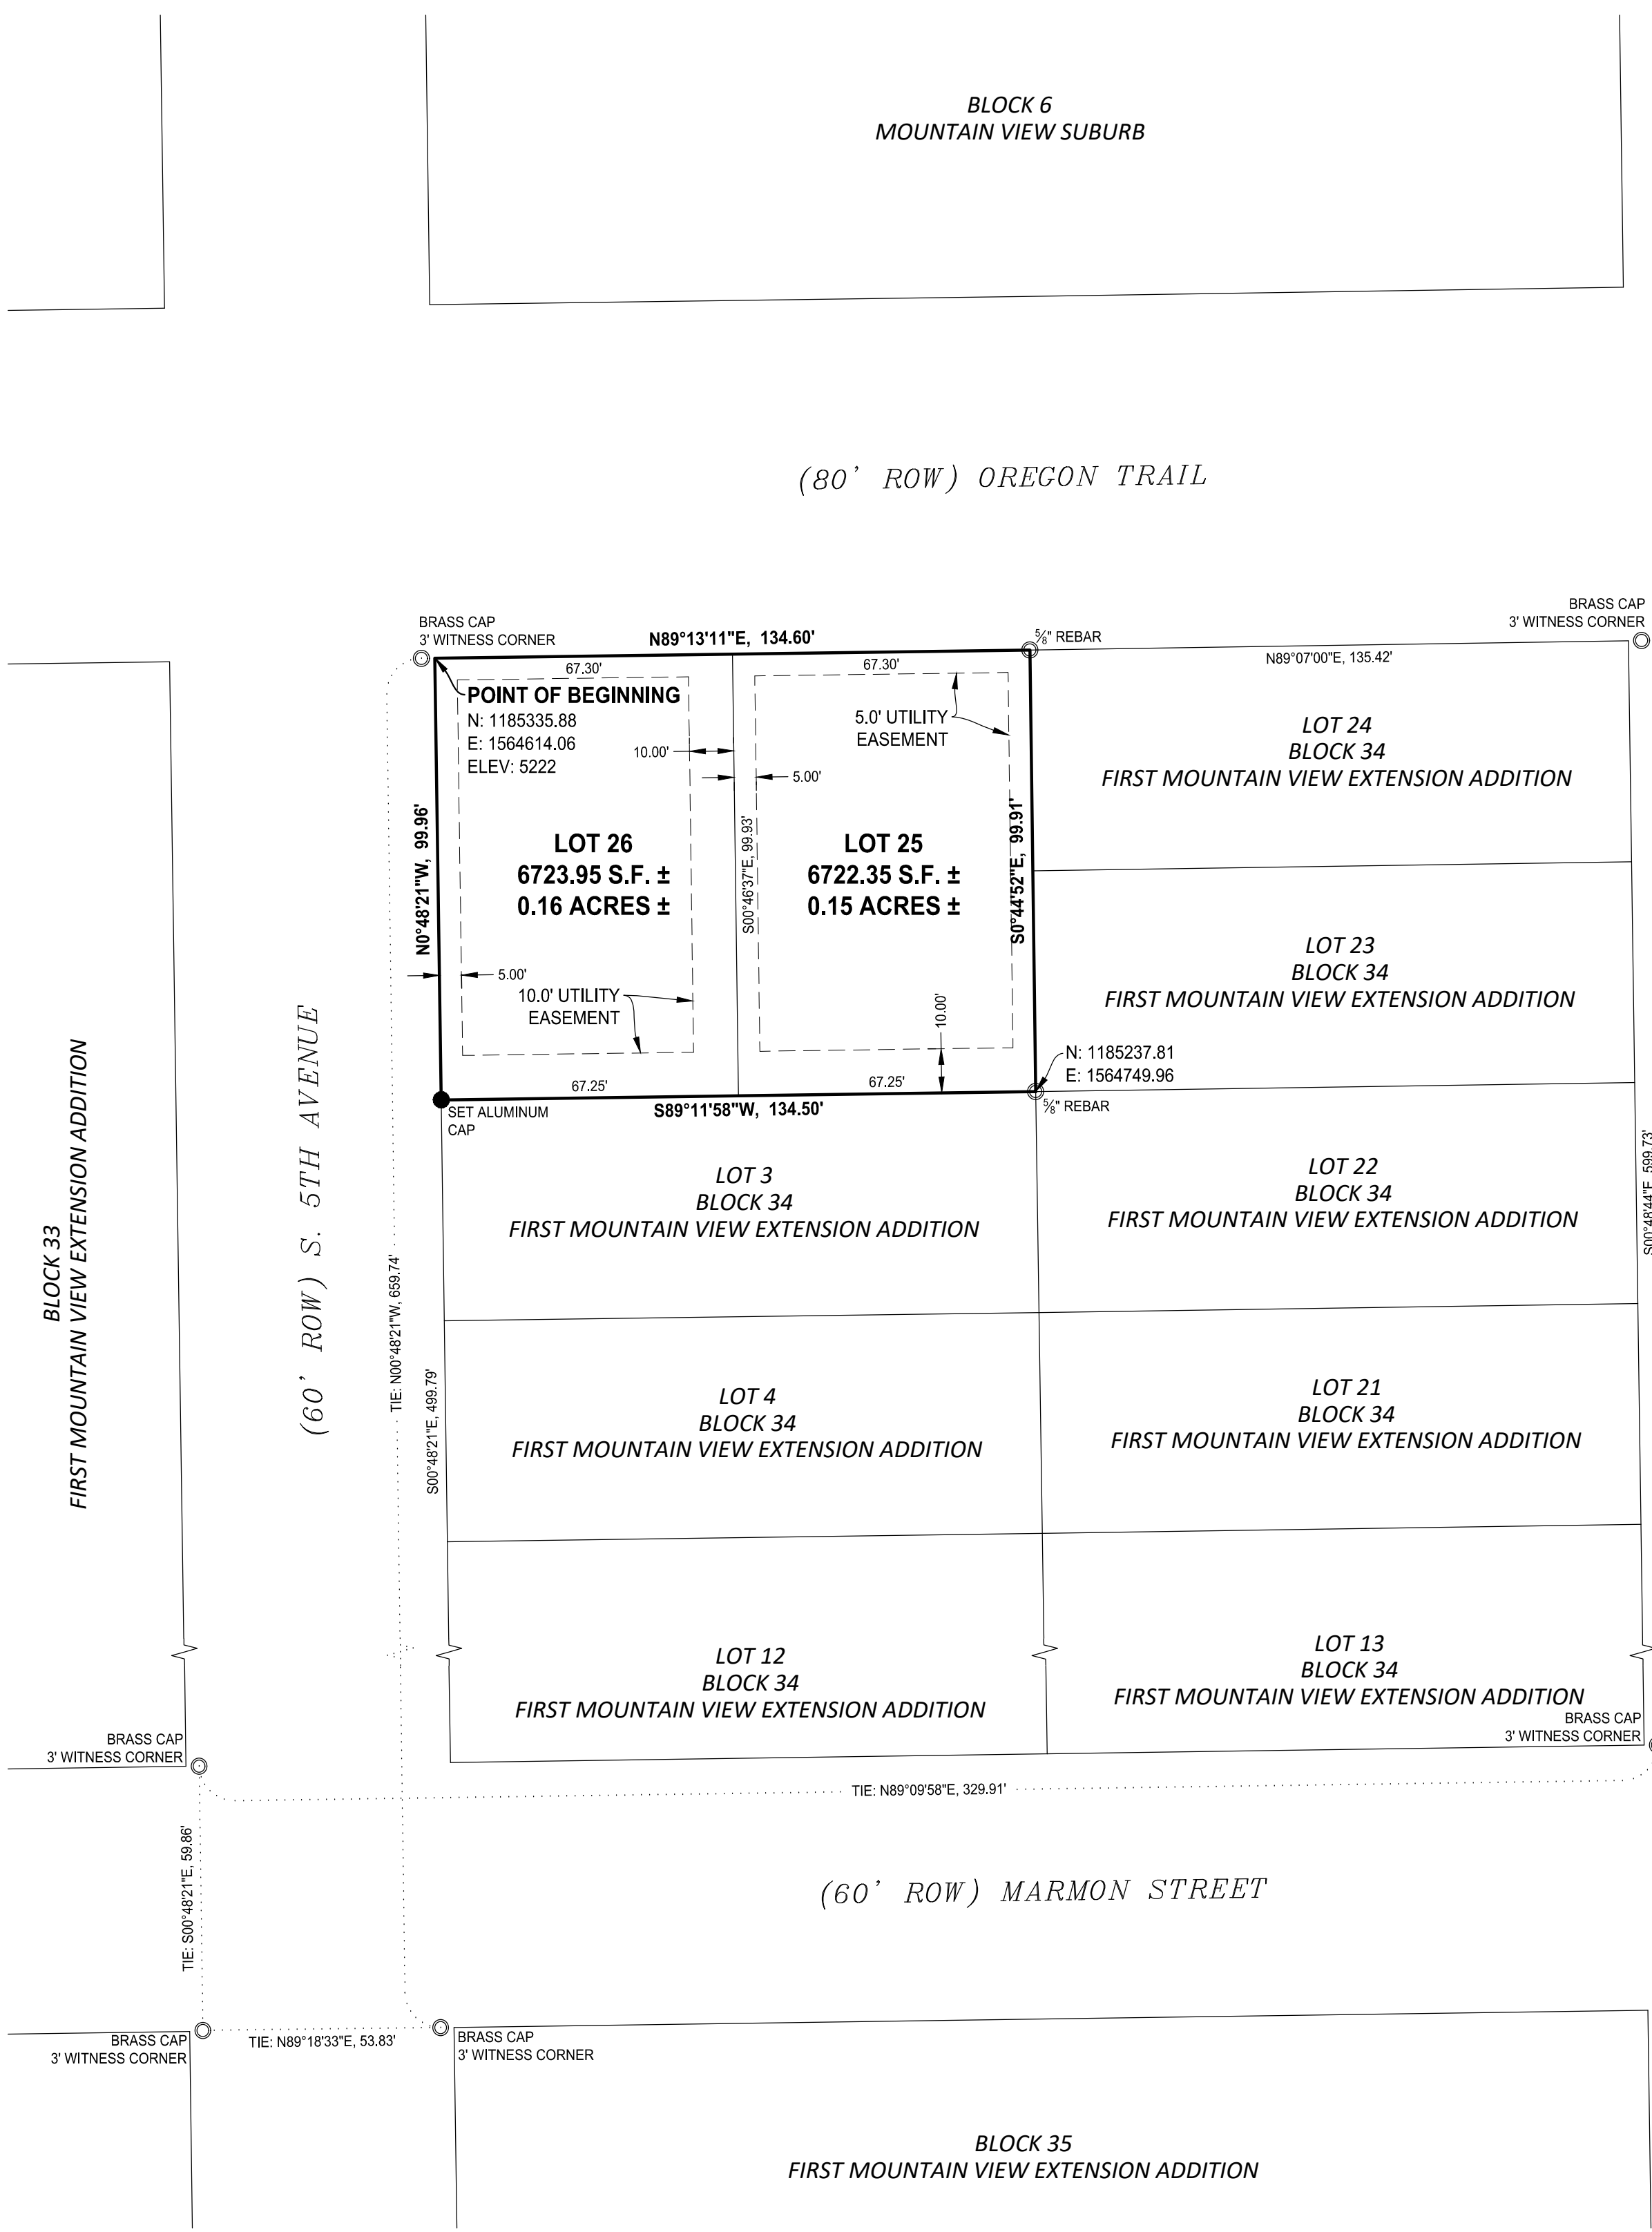 BLOCK 6
MOUNTAIN VIEW SUBURB
(80' ROW) OREGON TRAIL
BRASS CAP
3' WITNESS CORNER
N89°13'11"E, 134.60'
⅝" REBAR
BRASS CAP
3' WITNESS CORNER
67.30'
67.30'
N89°07'00"E, 135.42'
POINT OF BEGINNING
N: 1185335.88
E: 1564614.06
ELEV: 5222
10.00'
5.00'
5.0' UTILITY
EASEMENT
LOT 24
BLOCK 34
FIRST MOUNTAIN VIEW EXTENSION ADDITION
N0°48'21"W, 99.96'
LOT 26
6723.95 S.F. ±
0.16 ACRES ±
S00°46'37"E, 99.93'
LOT 25
6722.35 S.F. ±
0.15 ACRES ±
S0°44'52"E, 99.91'
LOT 23
BLOCK 34
FIRST MOUNTAIN VIEW EXTENSION ADDITION
5.00'
10.0' UTILITY
EASEMENT
10.00'
N: 1185237.81
E: 1564749.96
67.25'
67.25'
⅝" REBAR
SET ALUMINUM
CAP
S89°11'58"W, 134.50'
BLOCK 33
FIRST MOUNTAIN VIEW EXTENSION ADDITION
(60' ROW) S. 5TH AVENUE
TIE: N00°48'21"W, 659.74'
S00°48'21"E, 499.79'
LOT 3
BLOCK 34
FIRST MOUNTAIN VIEW EXTENSION ADDITION
LOT 22
BLOCK 34
FIRST MOUNTAIN VIEW EXTENSION ADDITION
S00°48'44"E, 599.73'
LOT 4
BLOCK 34
FIRST MOUNTAIN VIEW EXTENSION ADDITION
LOT 21
BLOCK 34
FIRST MOUNTAIN VIEW EXTENSION ADDITION
LOT 12
BLOCK 34
FIRST MOUNTAIN VIEW EXTENSION ADDITION
LOT 13
BLOCK 34
FIRST MOUNTAIN VIEW EXTENSION ADDITION
BRASS CAP
3' WITNESS CORNER
BRASS CAP
3' WITNESS CORNER
TIE: N89°09'58"E, 329.91'
TIE: S00°48'21"E, 59.86'
(60' ROW) MARMON STREET
BRASS CAP
3' WITNESS CORNER
TIE: N89°18'33"E, 53.83'
BRASS CAP
3' WITNESS CORNER
BLOCK 35
FIRST MOUNTAIN VIEW EXTENSION ADDITION